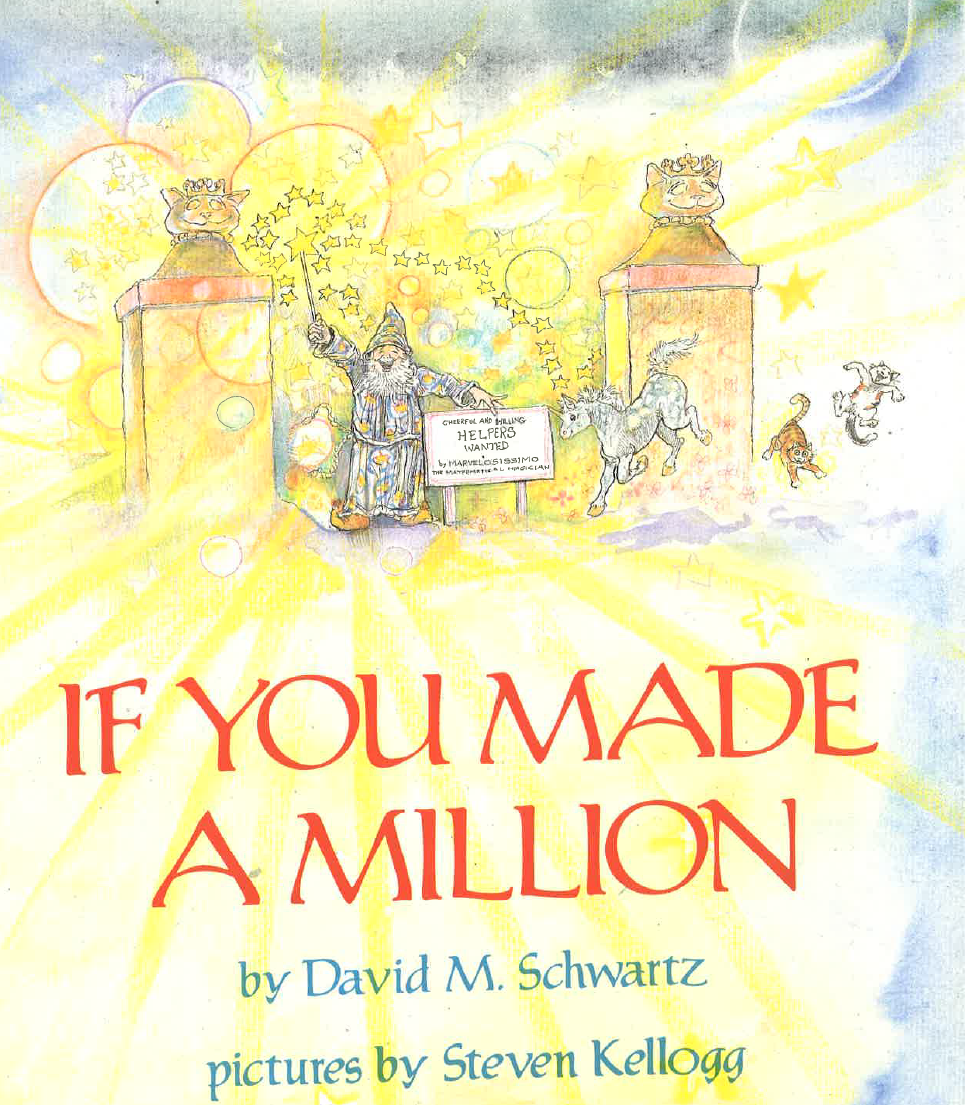 CHEERFUL AND WILLING
HELPERS
WANTED
by MARVELOSISSIMO
THE MATHEMATICAL MAGICIAN
IF YOU MADE
A MILLION
by David M. Schwartz
pictures by Steven Kellogg